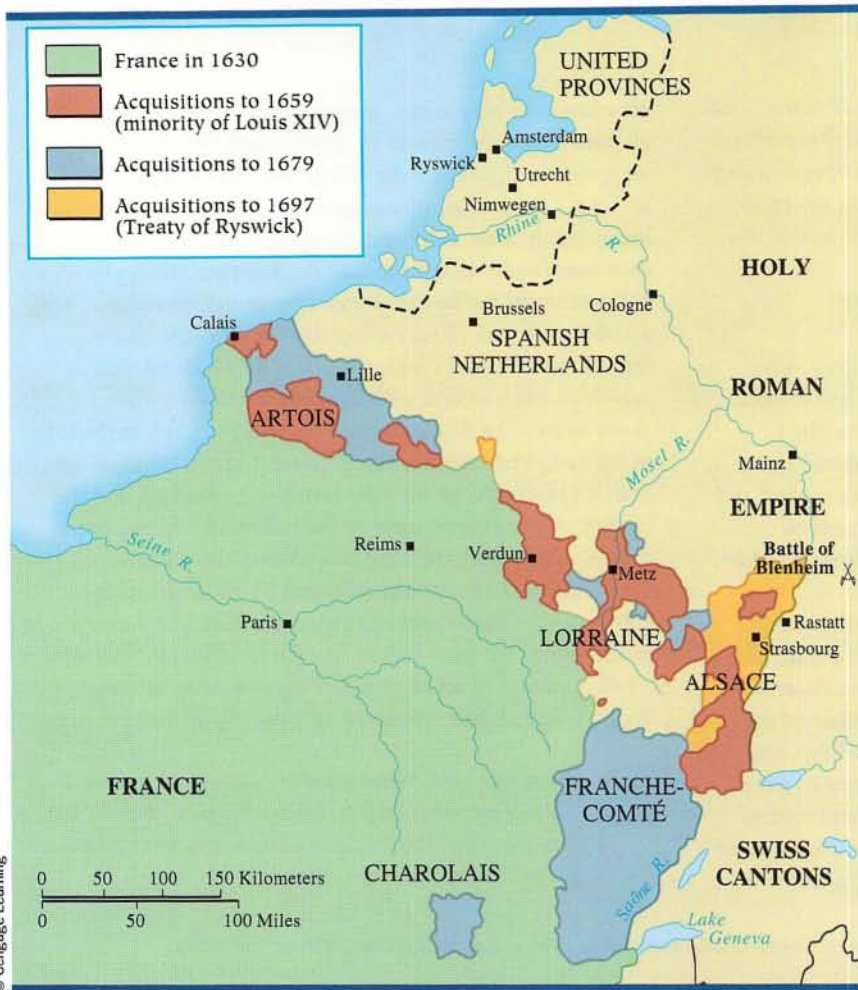 France in 1630
Acquisitions to 1659
(minority of Louis XIV)
Acquisitions to 1679
Acquisitions to 1697
(Treaty of Ryswick)
UNITED
PROVINCES
Amsterdam
Ryswick
Utrecht
Nimwegen
Rhine
R.
HOLY
Brussels
Cologne
Calais
SPANISH
NETHERLANDS
Lille
ROMAN
ARTOIS
Mosel R.
Mainz
EMPIRE
Seine R.
Reims
Verdun
Metz
Battle of
Blenheim
Paris
LORRAINE
Rastatt
Strasbourg
ALSACE
FRANCE
FRANCHE-
COMTÉ
CHAROLAIS
SWISS
CANTONS
Saône R.
Lake
Geneva
0 50 100 150 Kilometers
0 50 100 Miles
© Cengage Learning